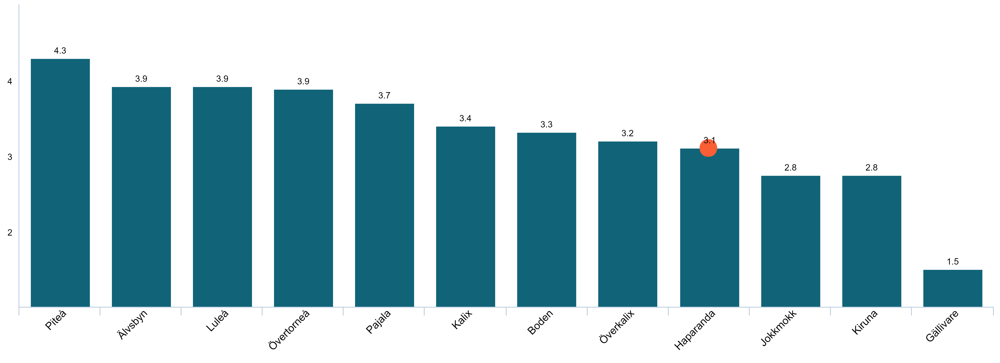 4.3
3.9
3.9
3.9
3.7
3.4
3.3
3.2
3.1
2.8
2.8
1.5
4
3
2
Piteå
Älvsbyn
Luleå
Övertorneå
Pajala
Kalix
Boden
Överkalix
Haparanda
Jokkmokk
Kiruna
Gällivare